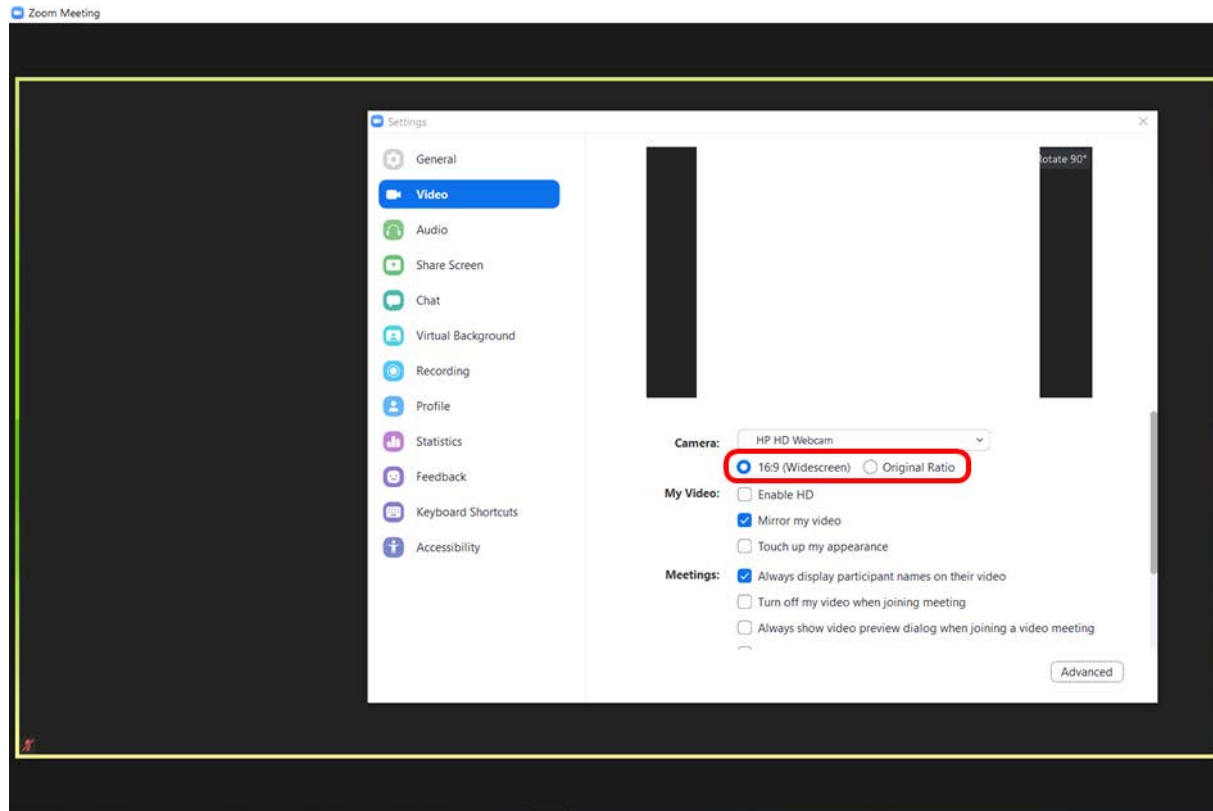 Zoom Meeting
Settings
General
Video
Audio
Share Screen
Chat
Virtual Background
Recording
Profile
Statistics
Feedback
Keyboard Shortcuts
Accessibility
Rotate 90°
Camera: HP HD Webcam
16:9 (Widescreen) Original Ratio
My Video: Enable HD
Mirror my video
Touch up my appearance
Meetings: Always display participant names on their video
Turn off my video when joining meeting
Always show video preview dialog when joining a video meeting
Advanced